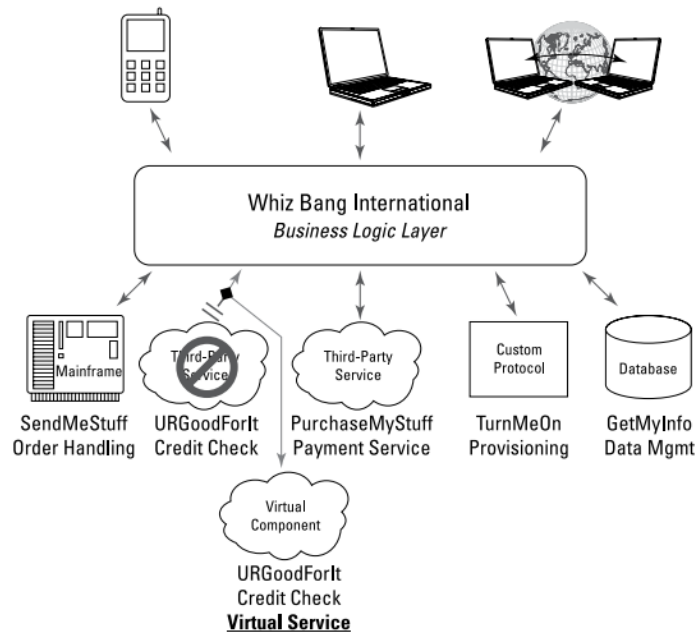 Whiz Bang International
Business Logic Layer
Mainframe
Third-Party
Service
Third-Party
Service
Custom
Protocol
Database
SendMeStuff
Order Handling
URGoodForIt
Credit Check
PurchaseMyStuff
Payment Service
TurnMeOn
Provisioning
GetMyInfo
Data Mgmt
Virtual
Component
URGoodForIt
Credit Check
Virtual Service